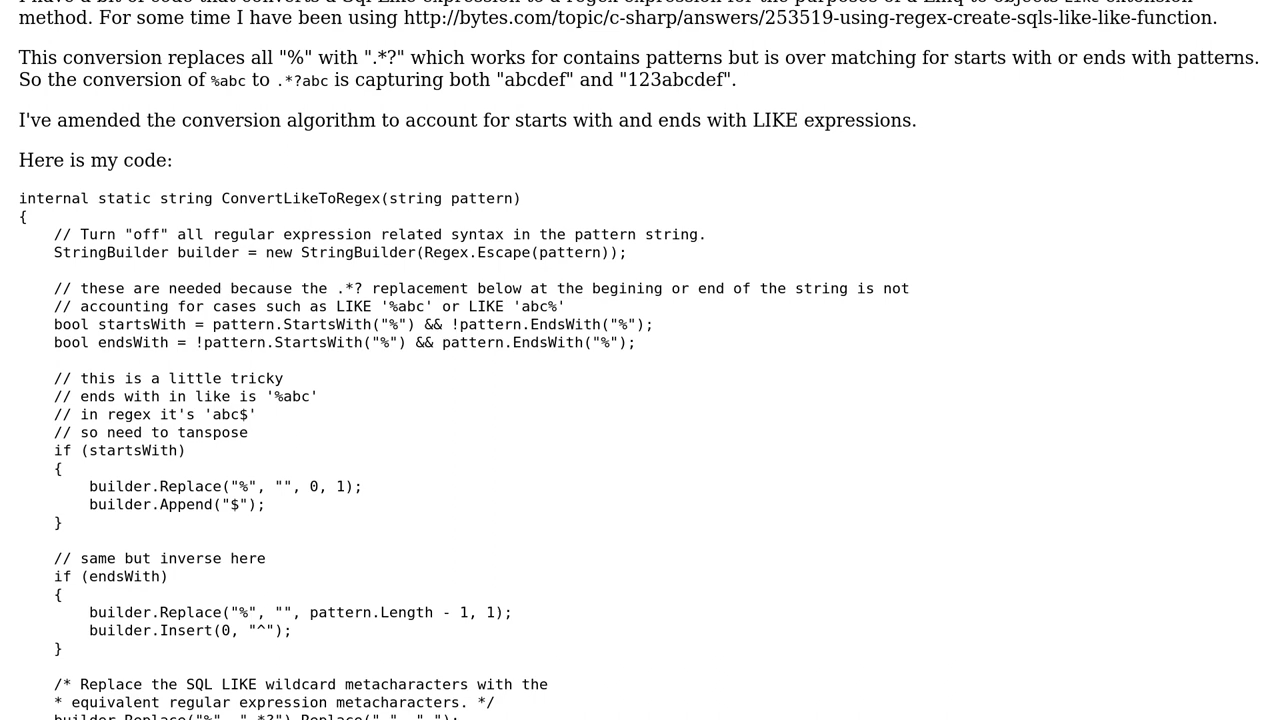 method. For some time I have been using http://bytes.com/topic/c-sharp/answers/253519-using-regex-create-sqls-like-like-function.
This conversion replaces all "%" with ".*?" which works for contains patterns but is over matching for starts with or ends with patterns.
So the conversion of %abc to .*?abc is capturing both "abcdef" and "123abcdef".
I've amended the conversion algorithm to account for starts with and ends with LIKE expressions.
Here is my code:
internal static string ConvertLikeToRegex(string pattern)
{
    // Turn "off" all regular expression related syntax in the pattern string.
    StringBuilder builder = new StringBuilder(Regex.Escape(pattern));
    // these are needed because the .*? replacement below at the begining or end of the string is not
    // accounting for cases such as LIKE '%abc' or LIKE 'abc%'
    bool startsWith = pattern.StartsWith("%") && !pattern.EndsWith("%");
    bool endsWith = !pattern.StartsWith("%") && pattern.EndsWith("%");
    // this is a little tricky
    // ends with in like is '%abc'
    // in regex it's 'abc$'
    // so need to tanspose
    if (startsWith)
    {
        builder.Replace("%", "", 0, 1);
        builder.Append("$");
    }
    // same but inverse here
    if (endsWith)
    {
        builder.Replace("%", "", pattern.Length - 1, 1);
        builder.Insert(0, "^");
    }
    /* Replace the SQL LIKE wildcard metacharacters with the
    * equivalent regular expression metacharacters. */